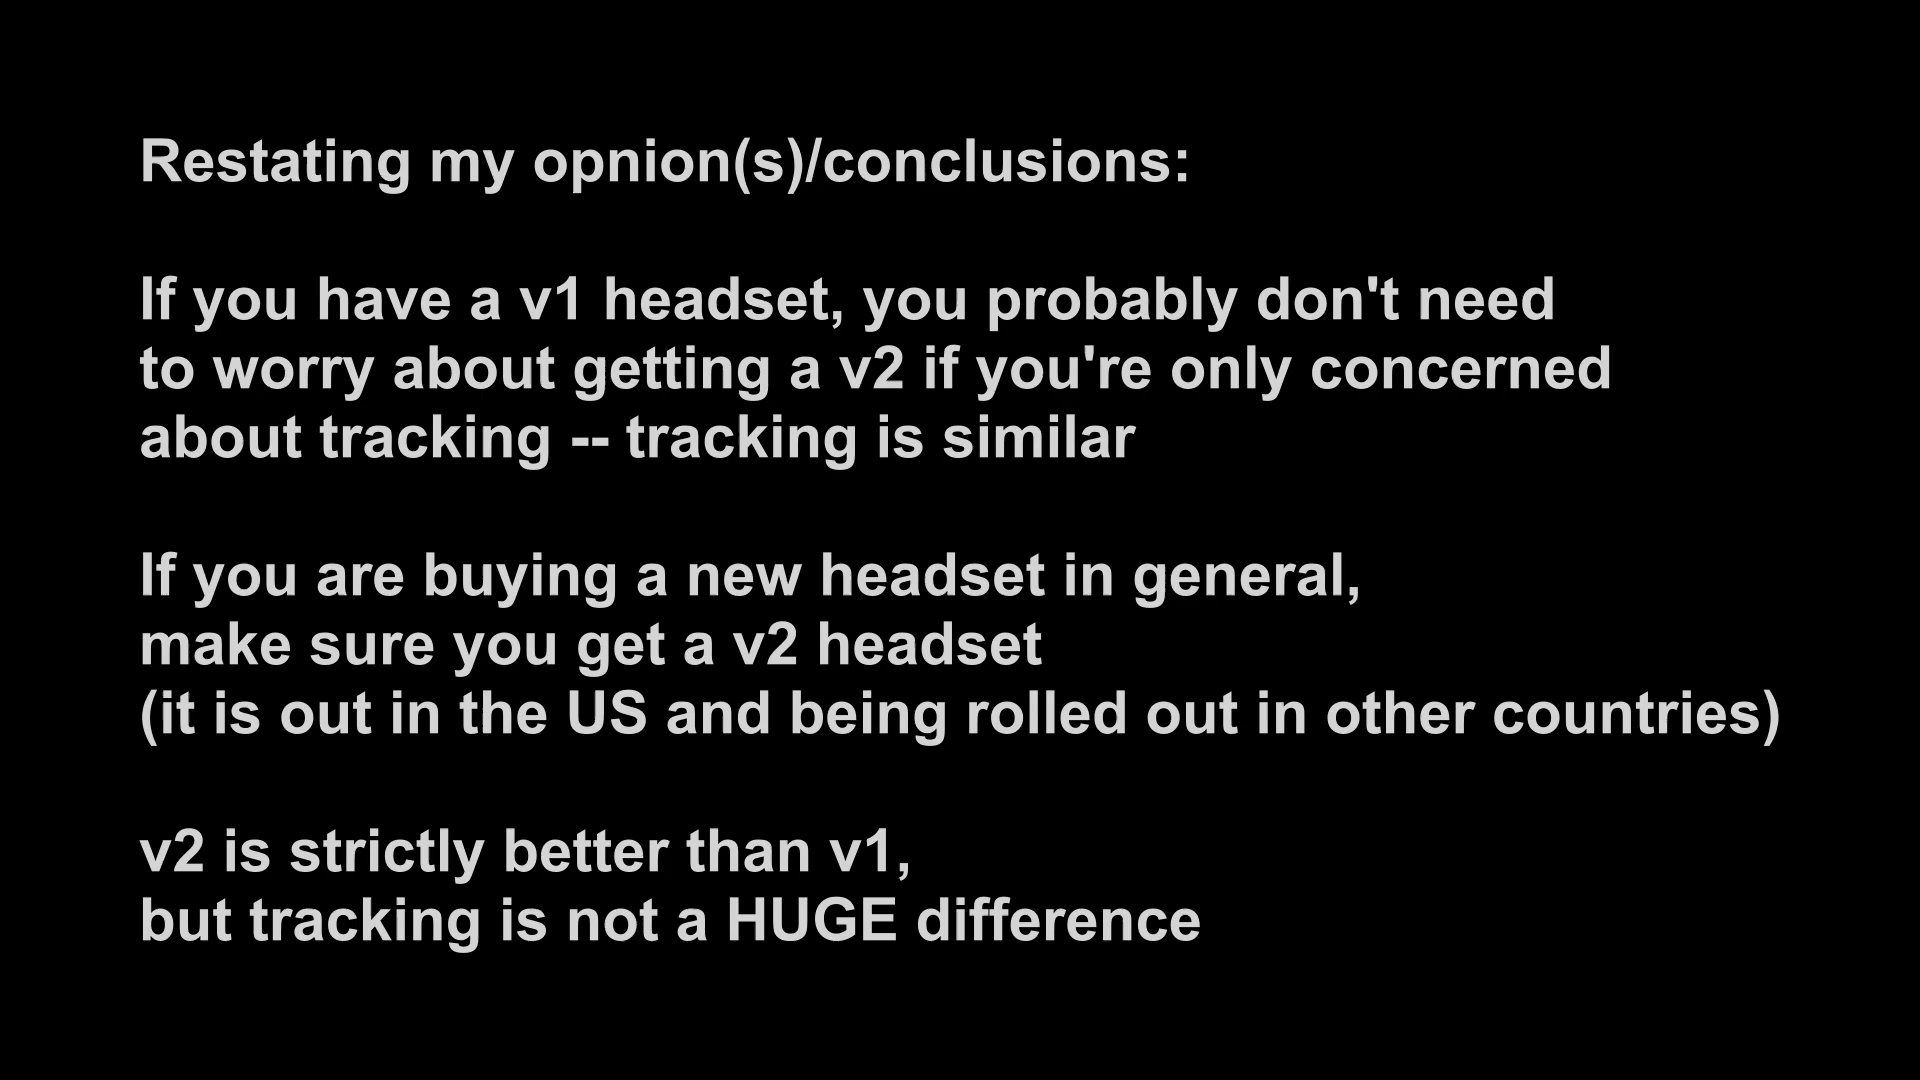 Restating my opnion(s)/conclusions:
If you have a v1 headset, you probably don't need
to worry about getting a v2 if you're only concerned
about tracking -- tracking is similar
If you are buying a new headset in general,
make sure you get a v2 headset
(it is out in the US and being rolled out in other countries)
v2 is strictly better than v1,
but tracking is not a HUGE difference